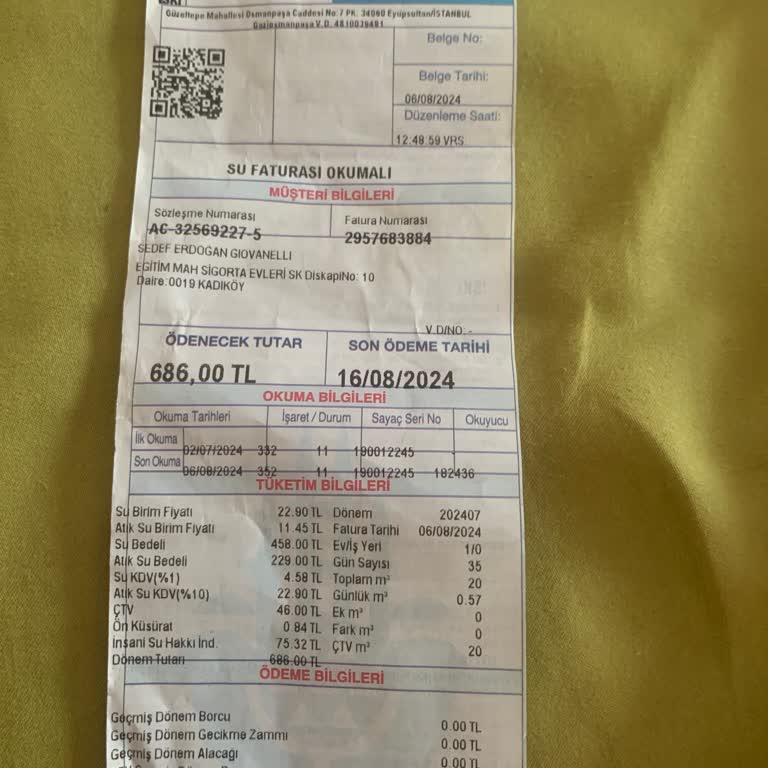 İSKİ
Güzeltepe Mahallesi Osmanpaşa Caddesi No:7 PK. 34060 Eyüpsultan/İSTANBUL
Gaziosmanpaşa V.D. 4810039491
Belge No:
Belge Tarihi:
06/08/2024
Düzenleme Saati:
12:48:59 VRS
SU FATURASI OKUMALI
MÜŞTERİ BİLGİLERİ
Sözleşme Numarası Fatura Numarası
AC-32569227-5 2957683884
SEDEF ERDOĞAN GIOVANELLI
EĞİTİM MAH SİGORTA EVLERİ SK DiskapiNo: 10
Daire:0019 KADIKÖY
V.D/NO: -
ÖDENECEK TUTAR SON ÖDEME TARİHİ
686,00 TL 16/08/2024
OKUMA BİLGİLERİ
Okuma Tarihleri İşaret / Durum Sayaç Seri No Okuyucu
İlk Okuma 02/07/2024 332 11 190012245
Son Okuma 06/08/2024 352 11 190012245 182436
TÜKETİM BİLGİLERİ
Su Birim Fiyatı 22.90 TL Dönem 202407
Atık Su Birim Fiyatı 11.45 TL Fatura Tarihi 06/08/2024
Su Bedeli 458.00 TL Ev/İş Yeri 1/0
Atık Su Bedeli 229.00 TL Gün Sayısı 35
Su KDV(%1) 4.58 TL Toplam m³ 20
Atık Su KDV(%10) 22.90 TL Günlük m³ 0.57
ÇTV 46.00 TL Ek m³ 0
Ön Küsürat 0.84 TL Fark m³ 0
İnsani Su Hakkı İnd. 75.32 TL ÇTV m³ 20
Dönem Tutarı 686.00 TL
ÖDEME BİLGİLERİ
Geçmiş Dönem Borcu 0.00 TL
Geçmiş Dönem Gecikme Zammı 0.00 TL
Geçmiş Dönem Alacağı 0.00 TL